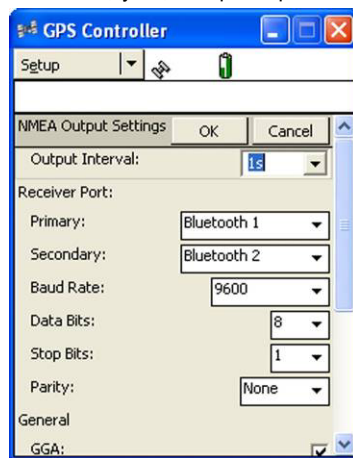 GPS Controller
Setup
NMEA Output Settings OK Cancel
Output Interval: 1s
Receiver Port:
Primary: Bluetooth 1
Secondary: Bluetooth 2
Baud Rate: 9600
Data Bits: 8
Stop Bits: 1
Parity: None
General
GGA: